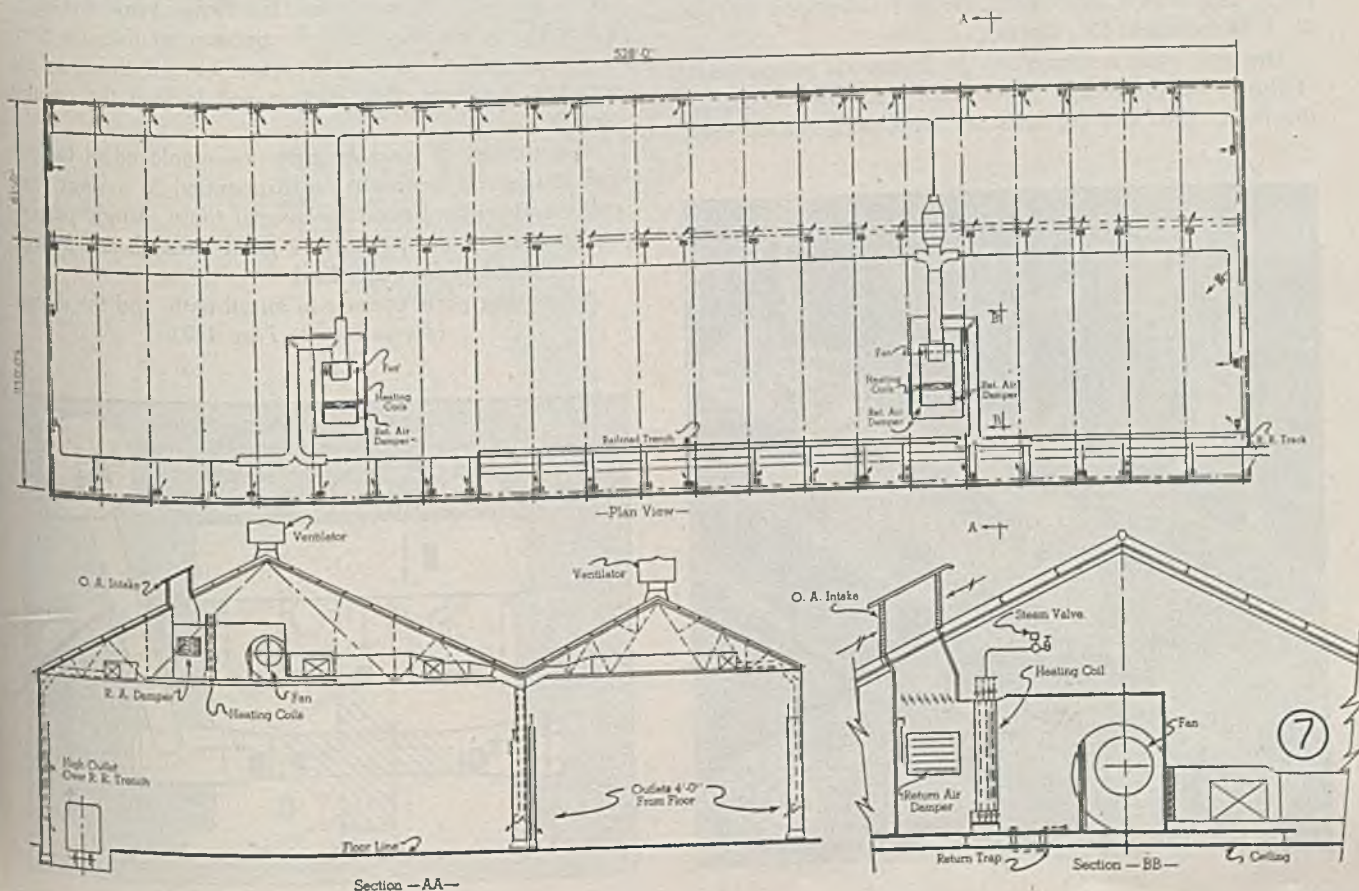 A
528'-0"
Fan
Heating
Coils
Ret. Air
Damper
Railroad Trench
Fan
Heating
Coils
Ret. Air
Damper
Ret. Air
Damper
B
B
R. R. Track
—Plan View—
A
Ventilator
O. A. Intake
R. A. Damper
Fan
Heating Coils
Ventilator
High Outlet
Over R. R. Trench
Outlets 4'-0"
From Floor
Floor Line
Section —AA—
O. A. Intake
Steam Valve
Heating Coil
Fan
7
Return Air
Damper
Return Trap
Section —BB—
Ceiling